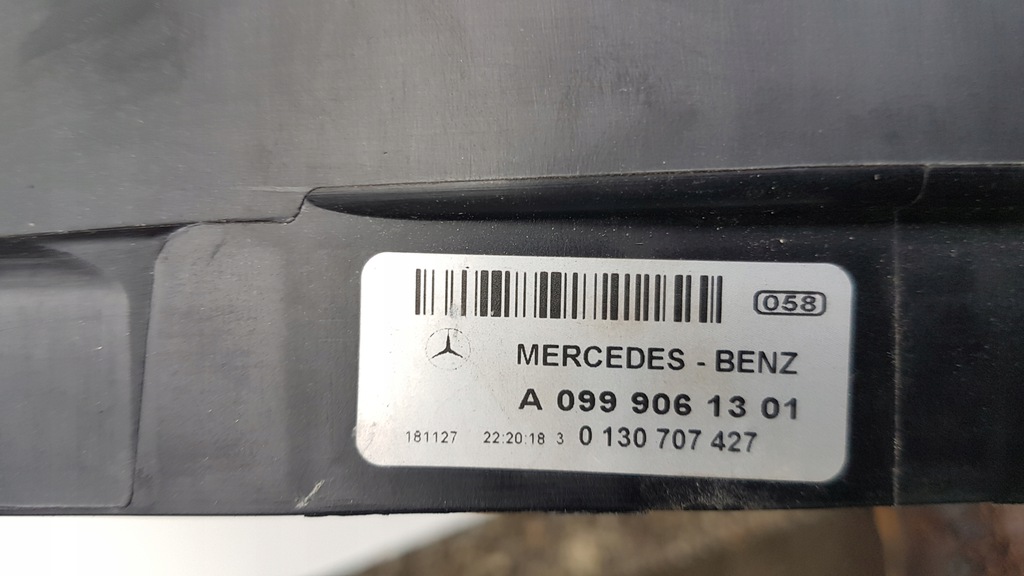 058
MERCEDES - BENZ
A 099 906 13 01
181127 22:20:18 3 0 130 707 427